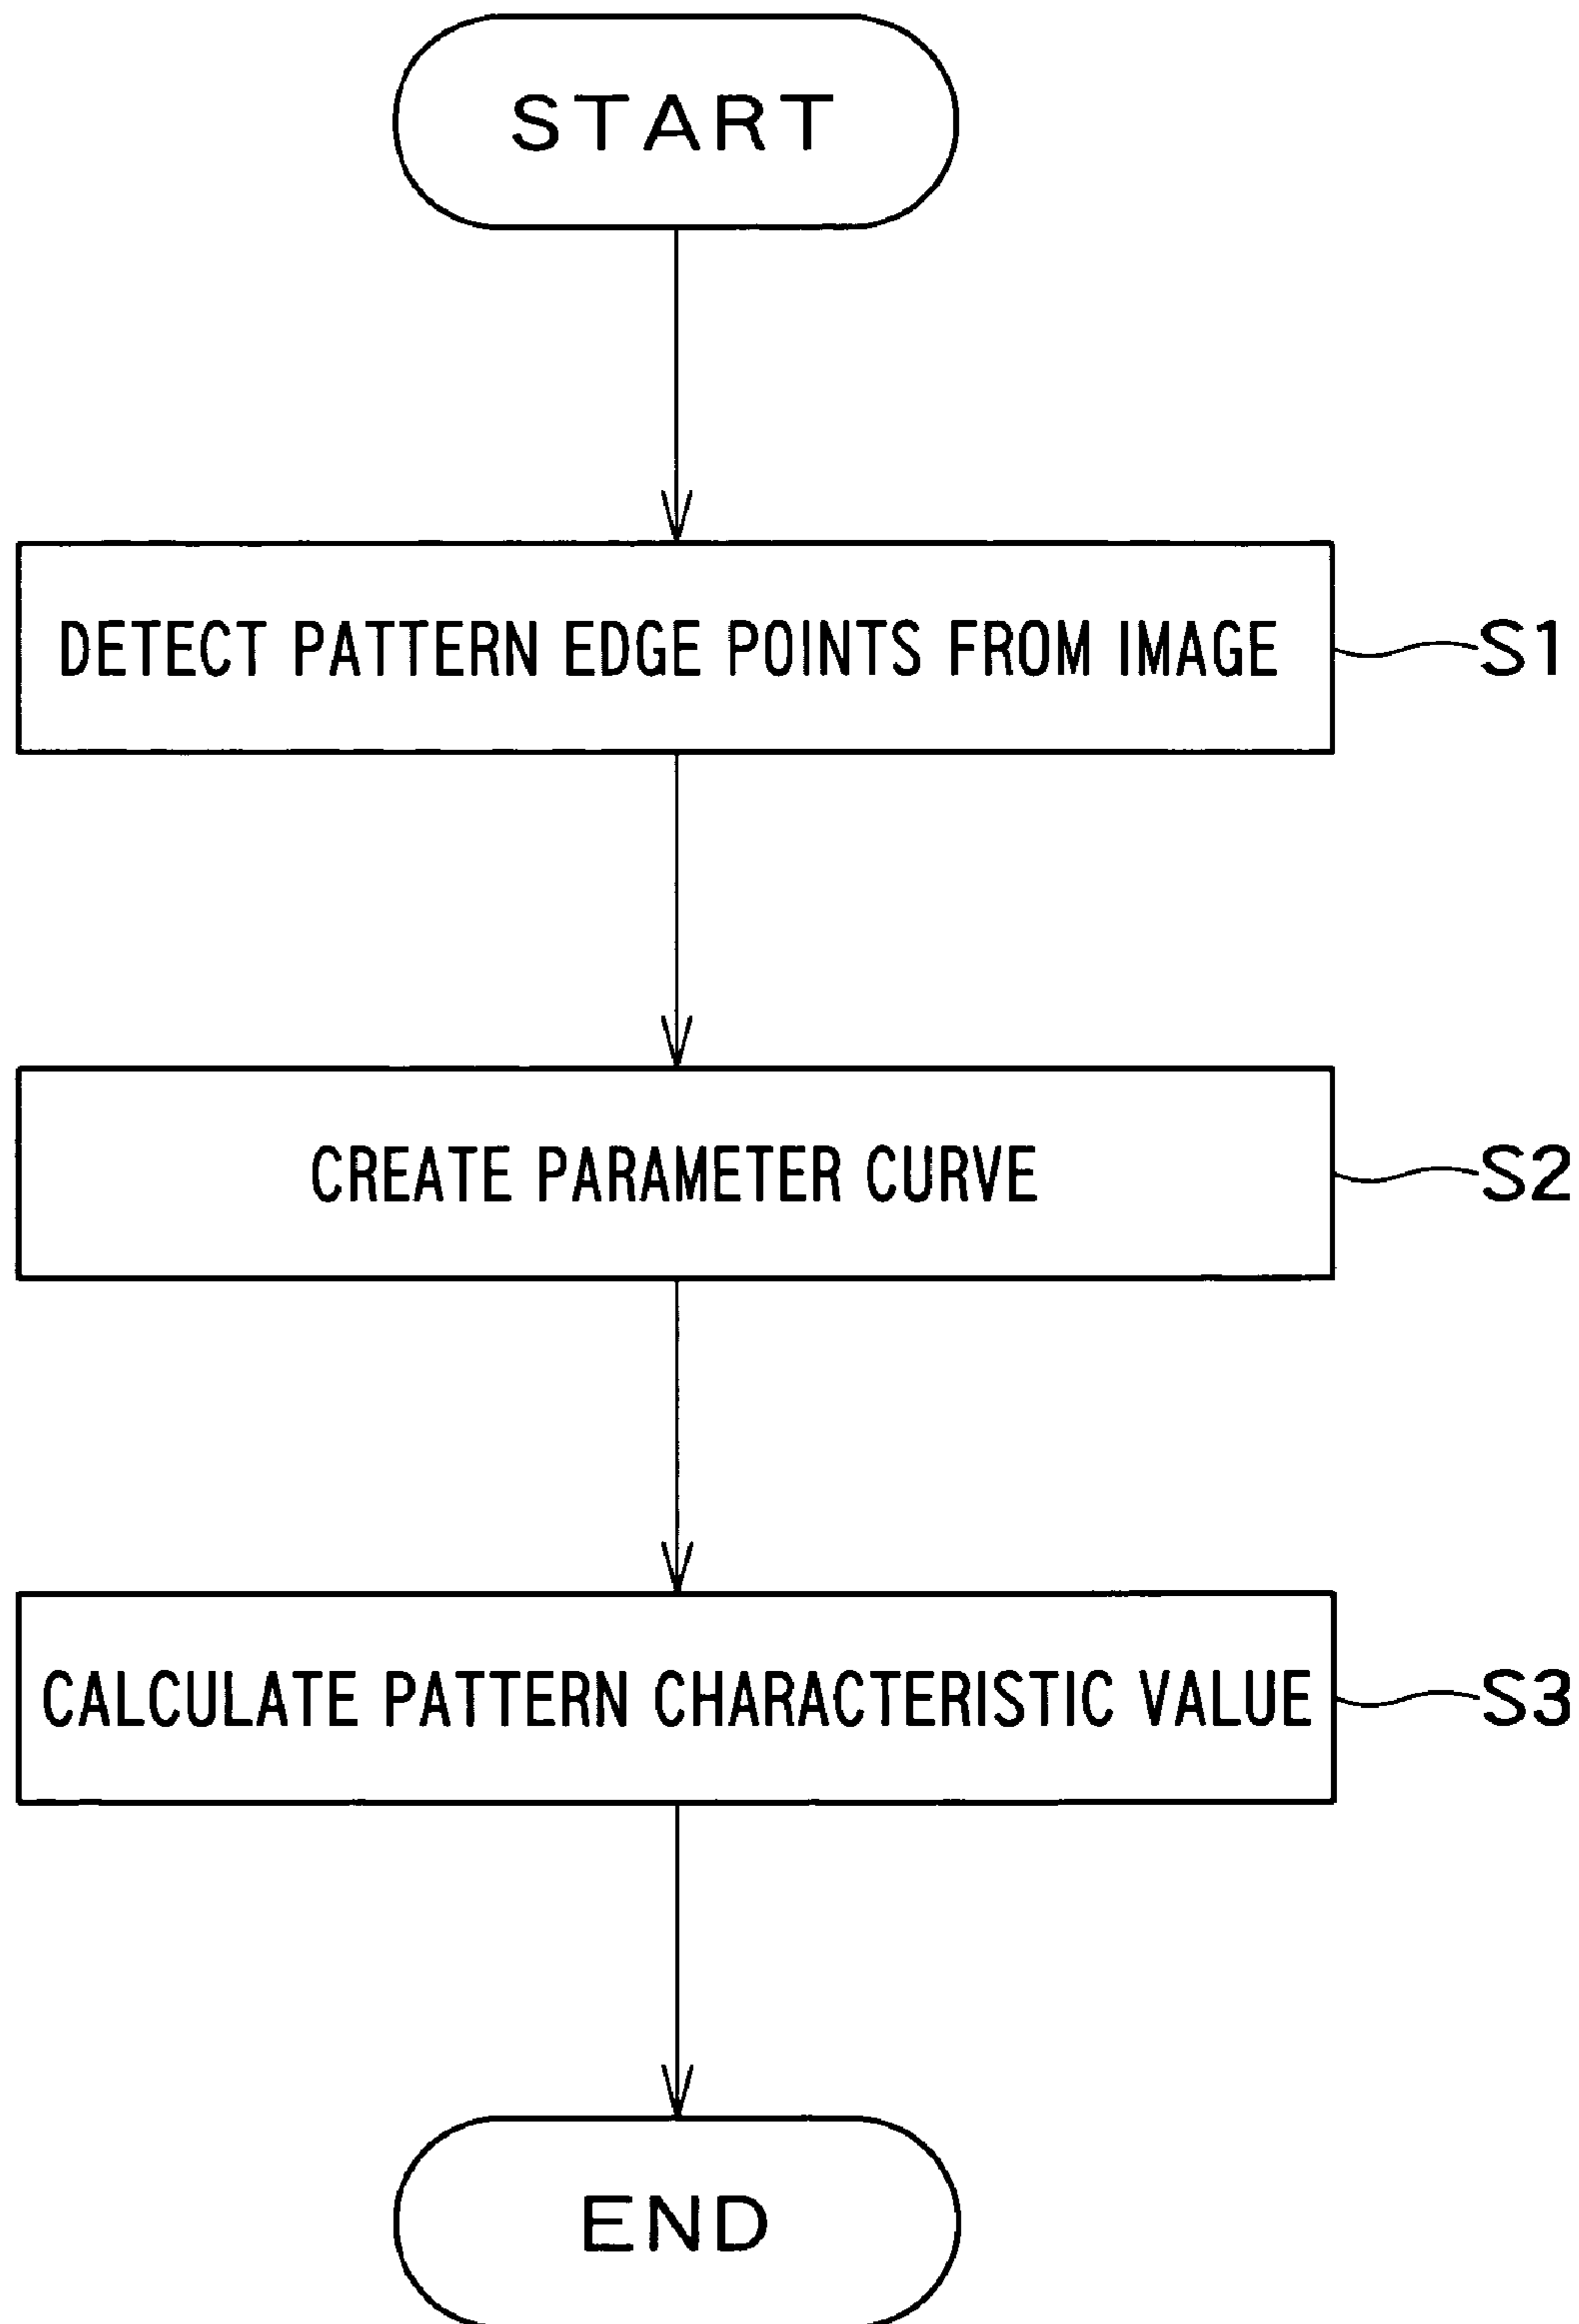 START
DETECT PATTERN EDGE POINTS FROM IMAGE
S1
CREATE PARAMETER CURVE
S2
CALCULATE PATTERN CHARACTERISTIC VALUE
S3
END